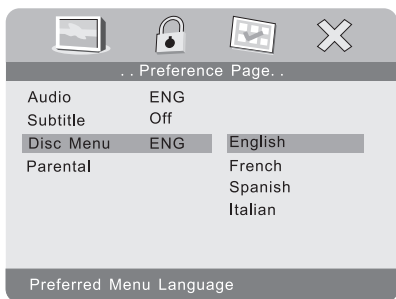 . . Preference Page. .
Audio ENG
Subtitle Off
Disc Menu ENG English
Parental French
Spanish
Italian
Preferred Menu Language